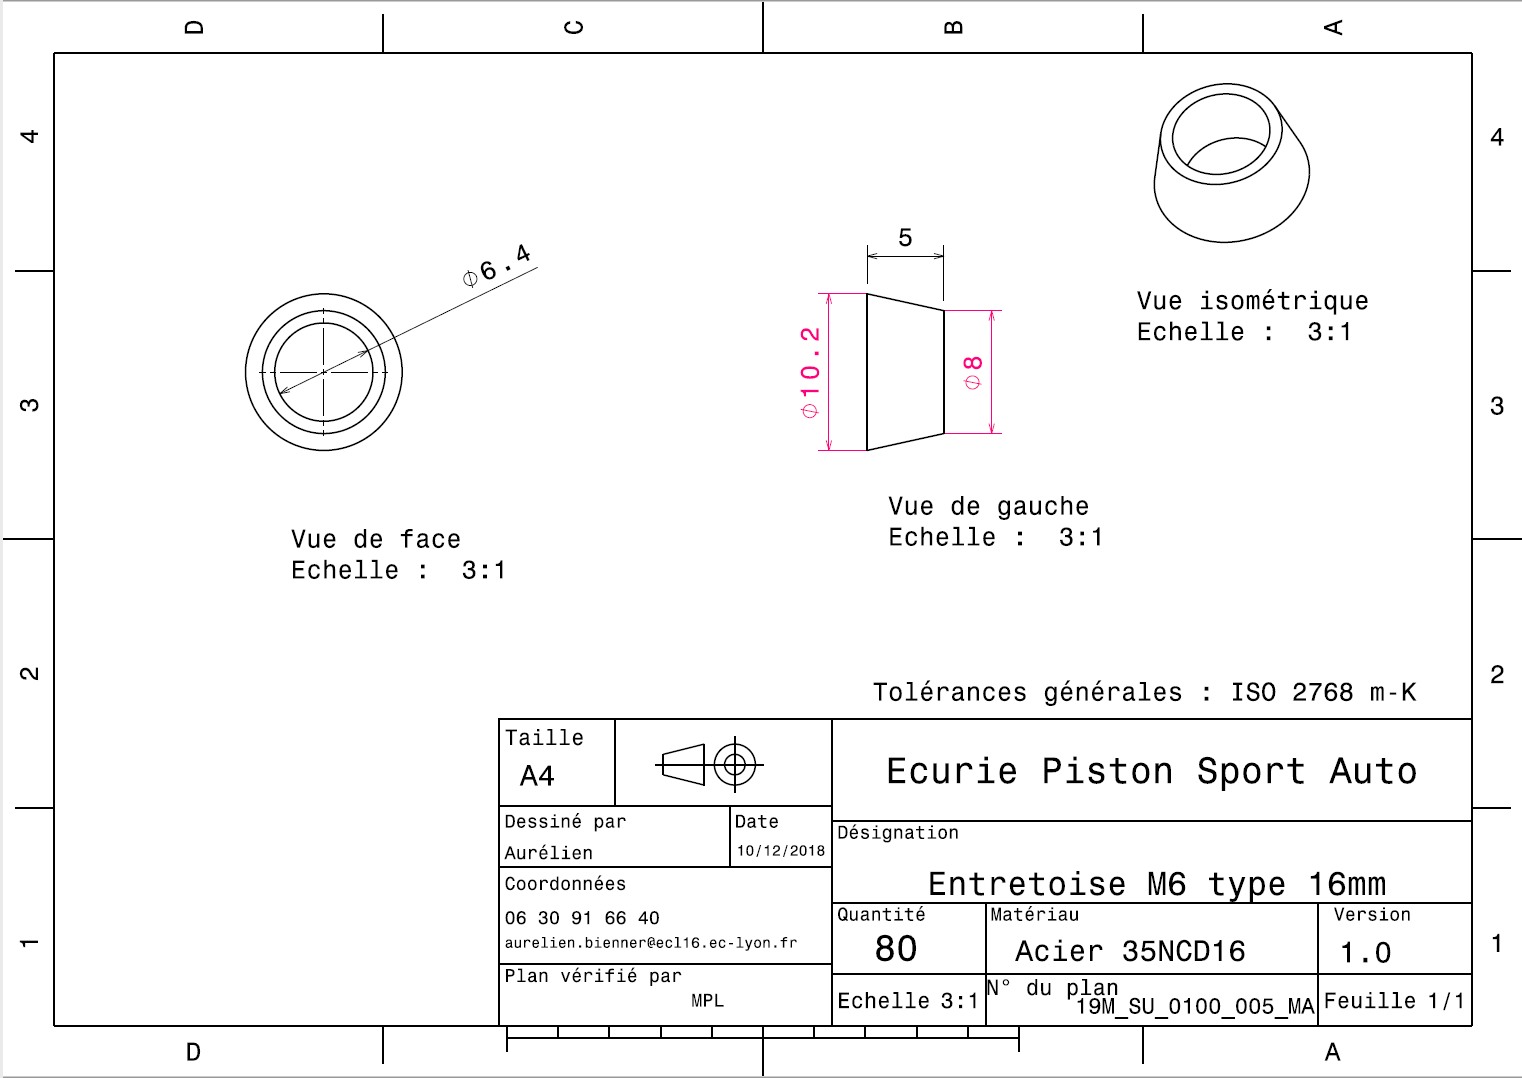 D C B A
4
4
⌀6.4
5
⌀10.2
⌀8
Vue isométrique
Echelle : 3:1
3
3
Vue de gauche
Echelle : 3:1
Vue de face
Echelle : 3:1
2
2
Tolérances générales : ISO 2768 m-K
Taille
A4
Ecurie Piston Sport Auto
Dessiné par
Aurélien
Date
10/12/2018
Désignation
Entretoise M6 type 16mm
Coordonnées
06 30 91 66 40
aurelien.bienner@ecl16.ec-lyon.fr
Quantité
80
Matériau
Acier 35NCD16
Version
1.0
1
1
Plan vérifié par
MPL
Echelle 3:1
N° du plan
19M_SU_0100_005_MA
Feuille 1/1
D A